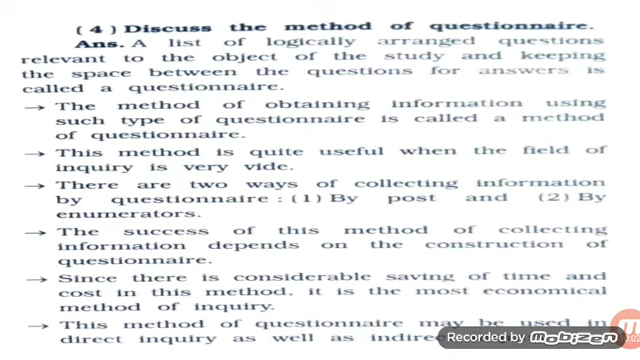 (4) Discuss the method of questionnaire.
Ans. A list of logically arranged questions
relevant to the object of the study and keeping
the space between the questions for answers is
called a questionnaire.
→ The method of obtaining information using
such type of questionnaire is called a method
of questionnaire.
→ This method is quite useful when the field of
inquiry is very vide.
→ There are two ways of collecting information
by questionnaire : (1) By post and (2) By
enumerators.
→ The success of this method of collecting
information depends on the construction of
questionnaire.
→ Since there is considerable saving of time and
cost in this method, it is the most economical
method of inquiry.
→ This method of questionnaire may be used in
direct inquiry as well as indirect
Recorded by mobizen